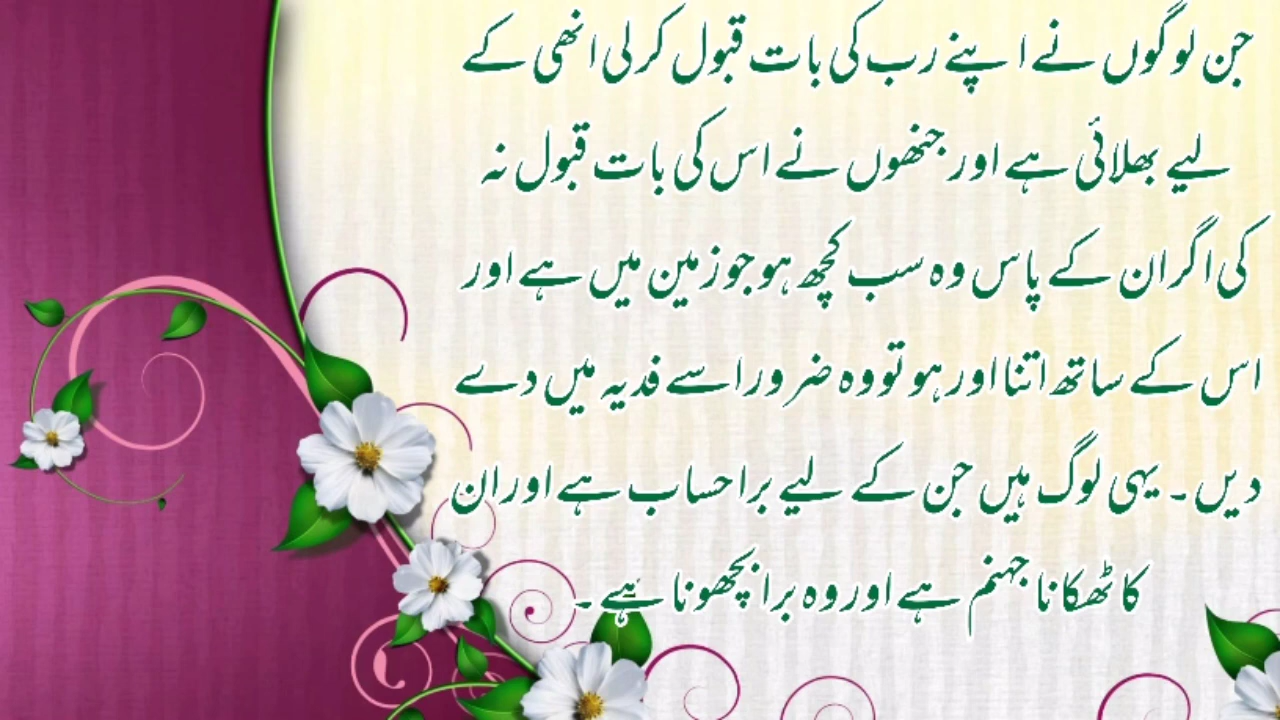 جن لوگوں نے اپنے رب کی بات قبول کرلی انھی کے
لیے بھلائی ہے اور جنھوں نے اس کی بات قبول نہ
کی اگر ان کے پاس وہ سب کچھ ہو جو زمین میں ہے اور
اس کے ساتھ اتنا اور ہو تو وہ ضرور اسے فدیہ میں دے
دیں۔ یہی لوگ ہیں جن کے لیے برا حساب ہے اور ان
کا ٹھکانا جہنم ہے اور وہ برا بچھونا ہے۔